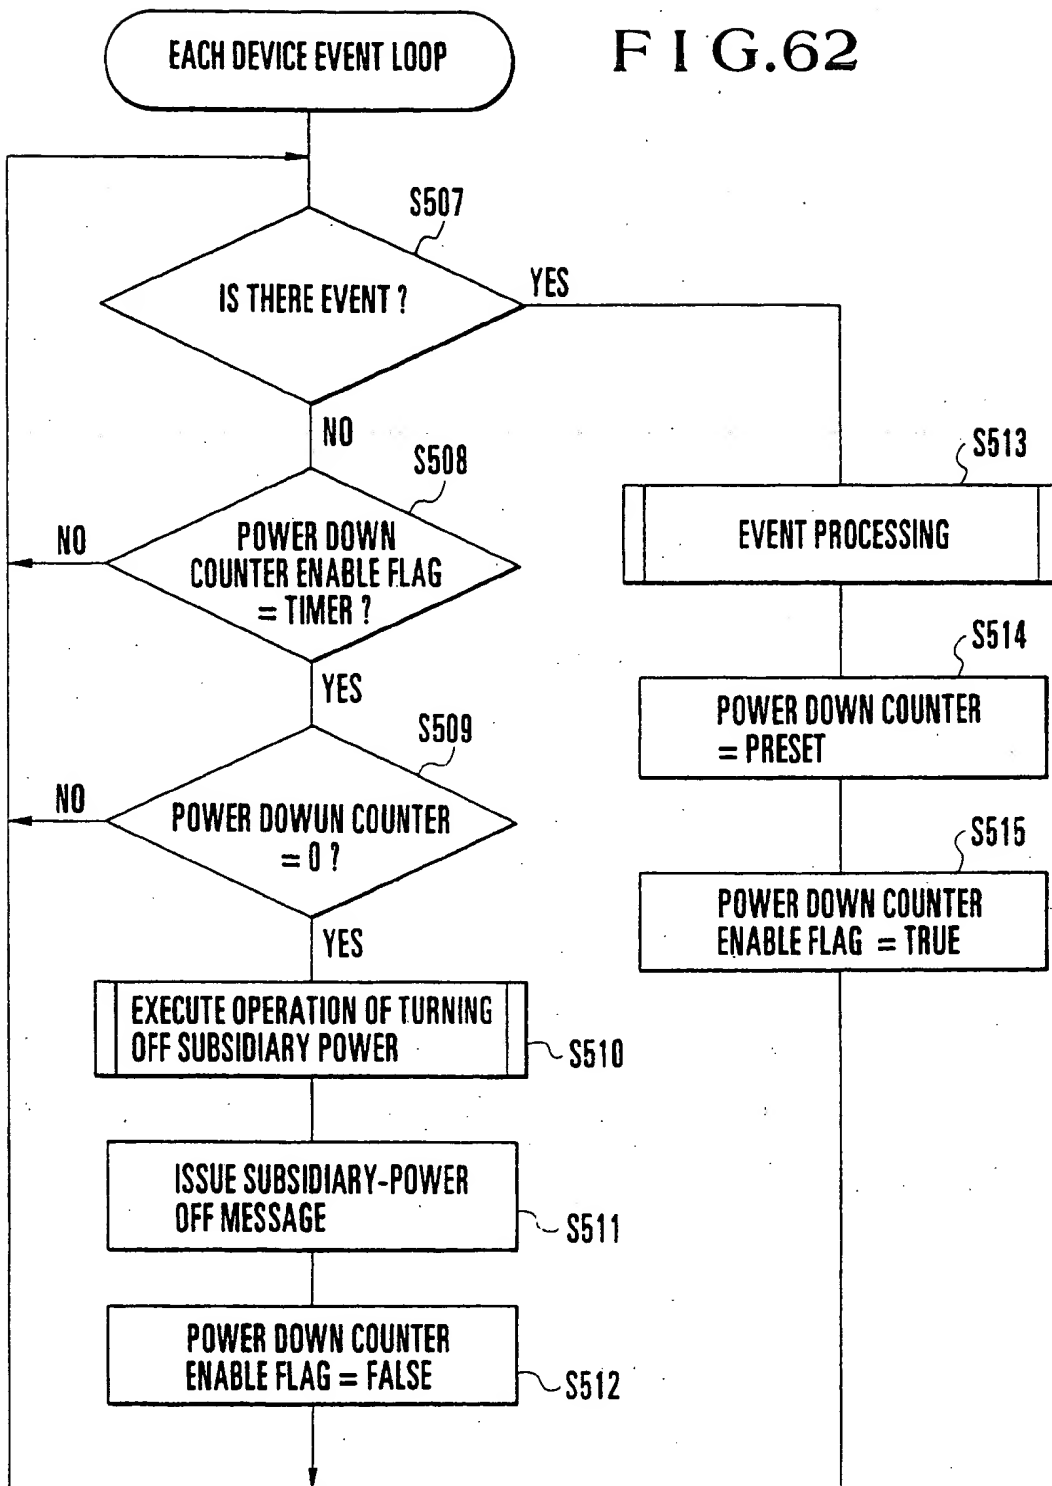 EACH DEVICE EVENT LOOP
FIG.62
S507
IS THERE EVENT ?
YES
NO
S508
POWER DOWN
COUNTER ENABLE FLAG
= TIMER ?
NO
YES
S509
POWER DOWUN COUNTER
= 0 ?
NO
YES
EXECUTE OPERATION OF TURNING
OFF SUBSIDIARY POWER
S510
ISSUE SUBSIDIARY-POWER
OFF MESSAGE
S511
POWER DOWN COUNTER
ENABLE FLAG = FALSE
S512
S513
EVENT PROCESSING
S514
POWER DOWN COUNTER
= PRESET
S515
POWER DOWN COUNTER
ENABLE FLAG = TRUE